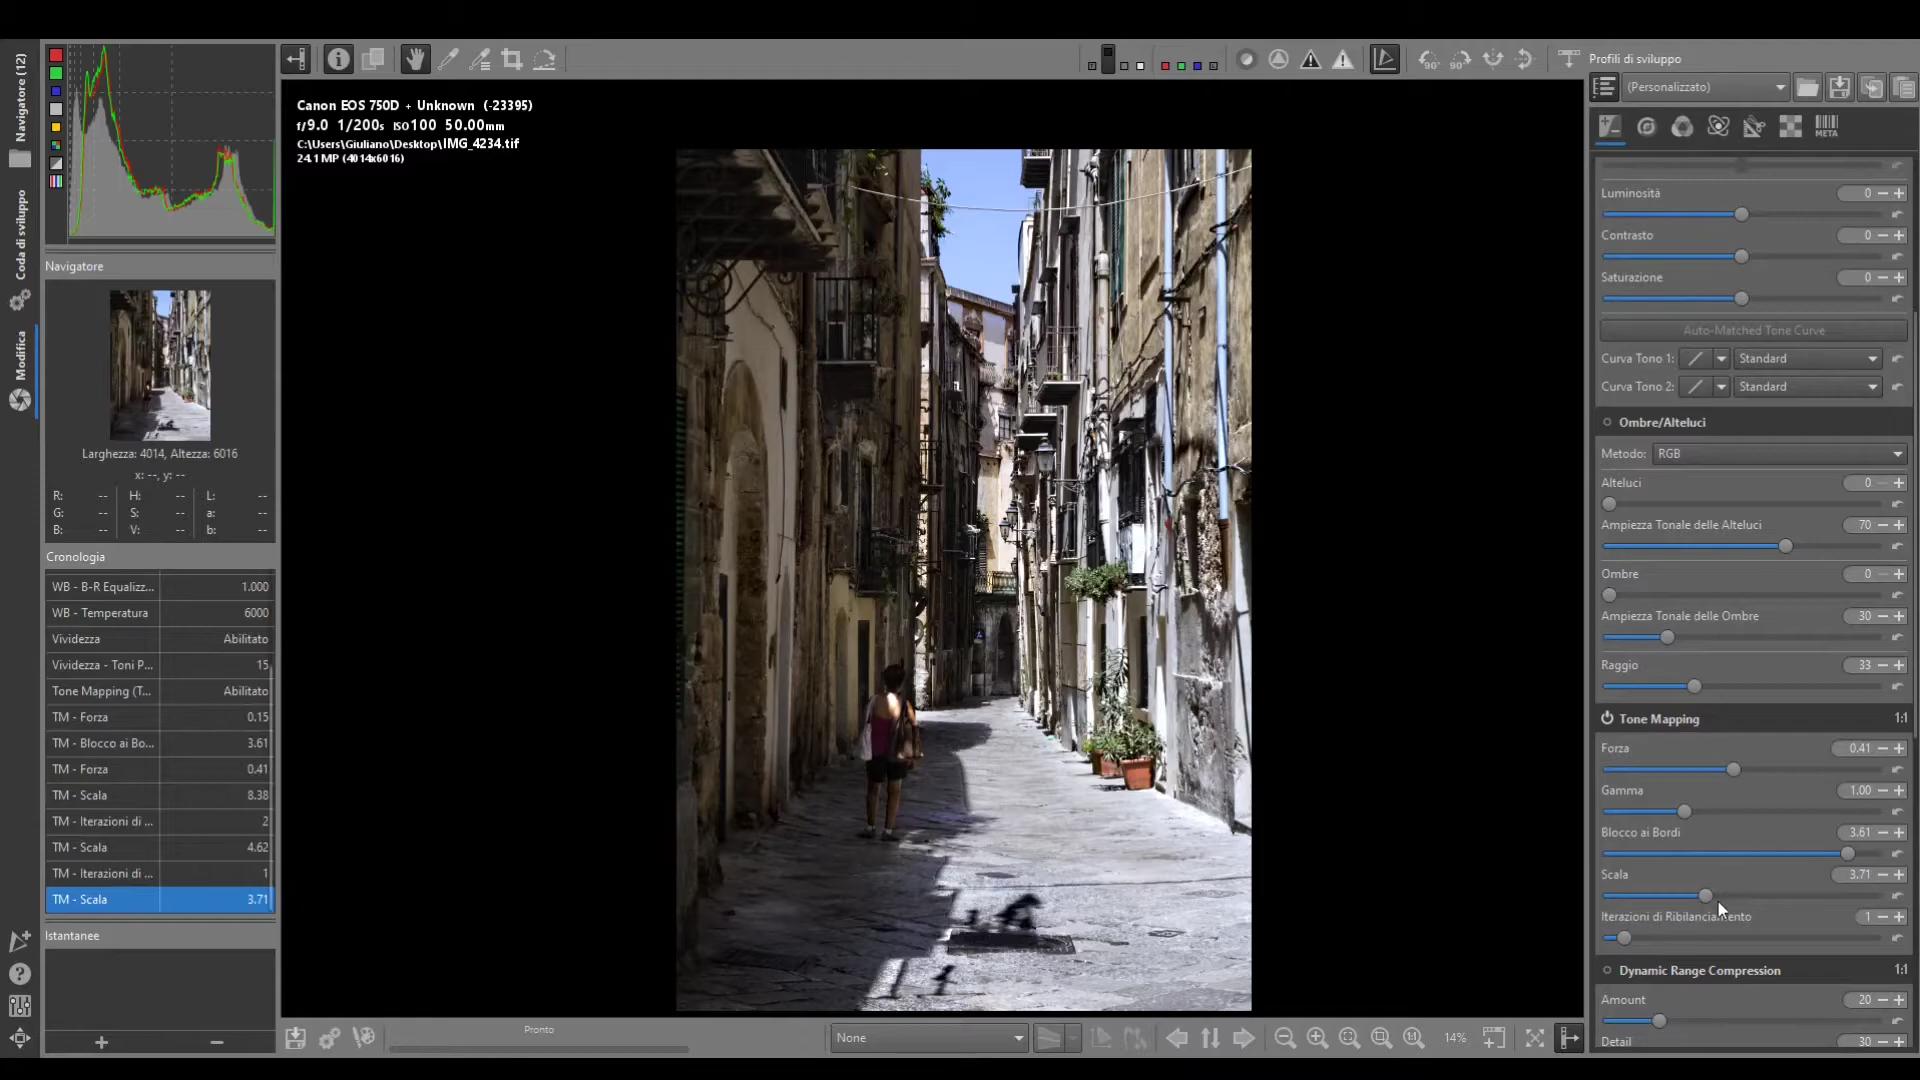 Navigatore (12)
Coda di sviluppo
Modifica
Canon EOS 750D + Unknown (-23395)
f/9.0 1/200s ISO100 50.00mm
C:\Users\Giuliano\Desktop\IMG_4234.tif
24.1 MP (4014x6016)
Navigatore
Larghezza: 4014, Altezza: 6016
x: --, y: --
R: -- H: -- L: --
G: -- S: -- a: --
B: -- V: -- b: --
Cronologia
WB - B-R Equalizz... 1.000
WB - Temperatura 6000
Vividezza Abilitato
Vividezza - Toni P... 15
Tone Mapping (T... Abilitato
TM - Forza 0.15
TM - Blocco ai Bo... 3.61
TM - Forza 0.41
TM - Scala 8.38
TM - Iterazioni di ... 2
TM - Scala 4.62
TM - Iterazioni di ... 1
TM - Scala 3.71
Istantanee
Pronto
None
1:1
14%
90° 90°
Profili di sviluppo
(Personalizzato)
META
Luminosità 0
Contrasto 0
Saturazione 0
Auto-Matched Tone Curve
Curva Tono 1: Standard
Curva Tono 2: Standard
Ombre/Alteluci
Metodo: RGB
Alteluci 0
Ampiezza Tonale delle Alteluci 70
Ombre 0
Ampiezza Tonale delle Ombre 30
Raggio 33
Tone Mapping 1:1
Forza 0.41
Gamma 1.00
Blocco ai Bordi 3.61
Scala 3.71
Iterazioni di Ribilanciamento 1
Dynamic Range Compression 1:1
Amount 20
Detail 30